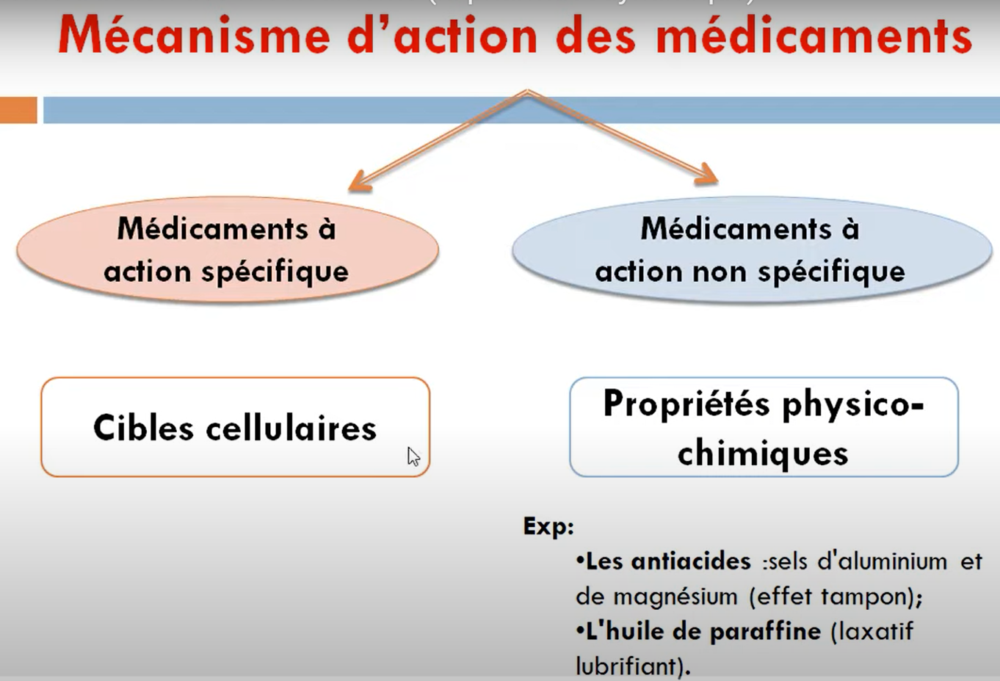 Mécanisme d’action des médicaments
Médicaments à
action spécifique
Médicaments à
action non spécifique
Cibles cellulaires
Propriétés physico-
chimiques
Exp:
•Les antiacides :sels d'aluminium et
de magnésium (effet tampon);
•L'huile de paraffine (laxatif
lubrifiant).